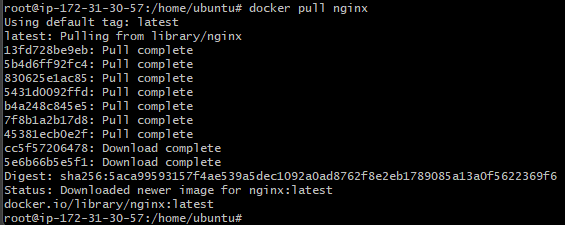 root@ip-172-31-30-57:/home/ubuntu# docker pull nginx
Using default tag: latest
latest: Pulling from library/nginx
13fd728be9eb: Pull complete
5b4d6ff92fc4: Pull complete
830625e1ac85: Pull complete
5431d0092ffd: Pull complete
b4a248c845e5: Pull complete
7f8b1a2b17d8: Pull complete
45381ecb0e2f: Pull complete
cc5f57206478: Download complete
5e6b66b5e5f1: Download complete
Digest: sha256:5aca99593157f4ae539a5dec1092a0ad8762f8e2eb1789085a13a0f5622369f6
Status: Downloaded newer image for nginx:latest
docker.io/library/nginx:latest
root@ip-172-31-30-57:/home/ubuntu#